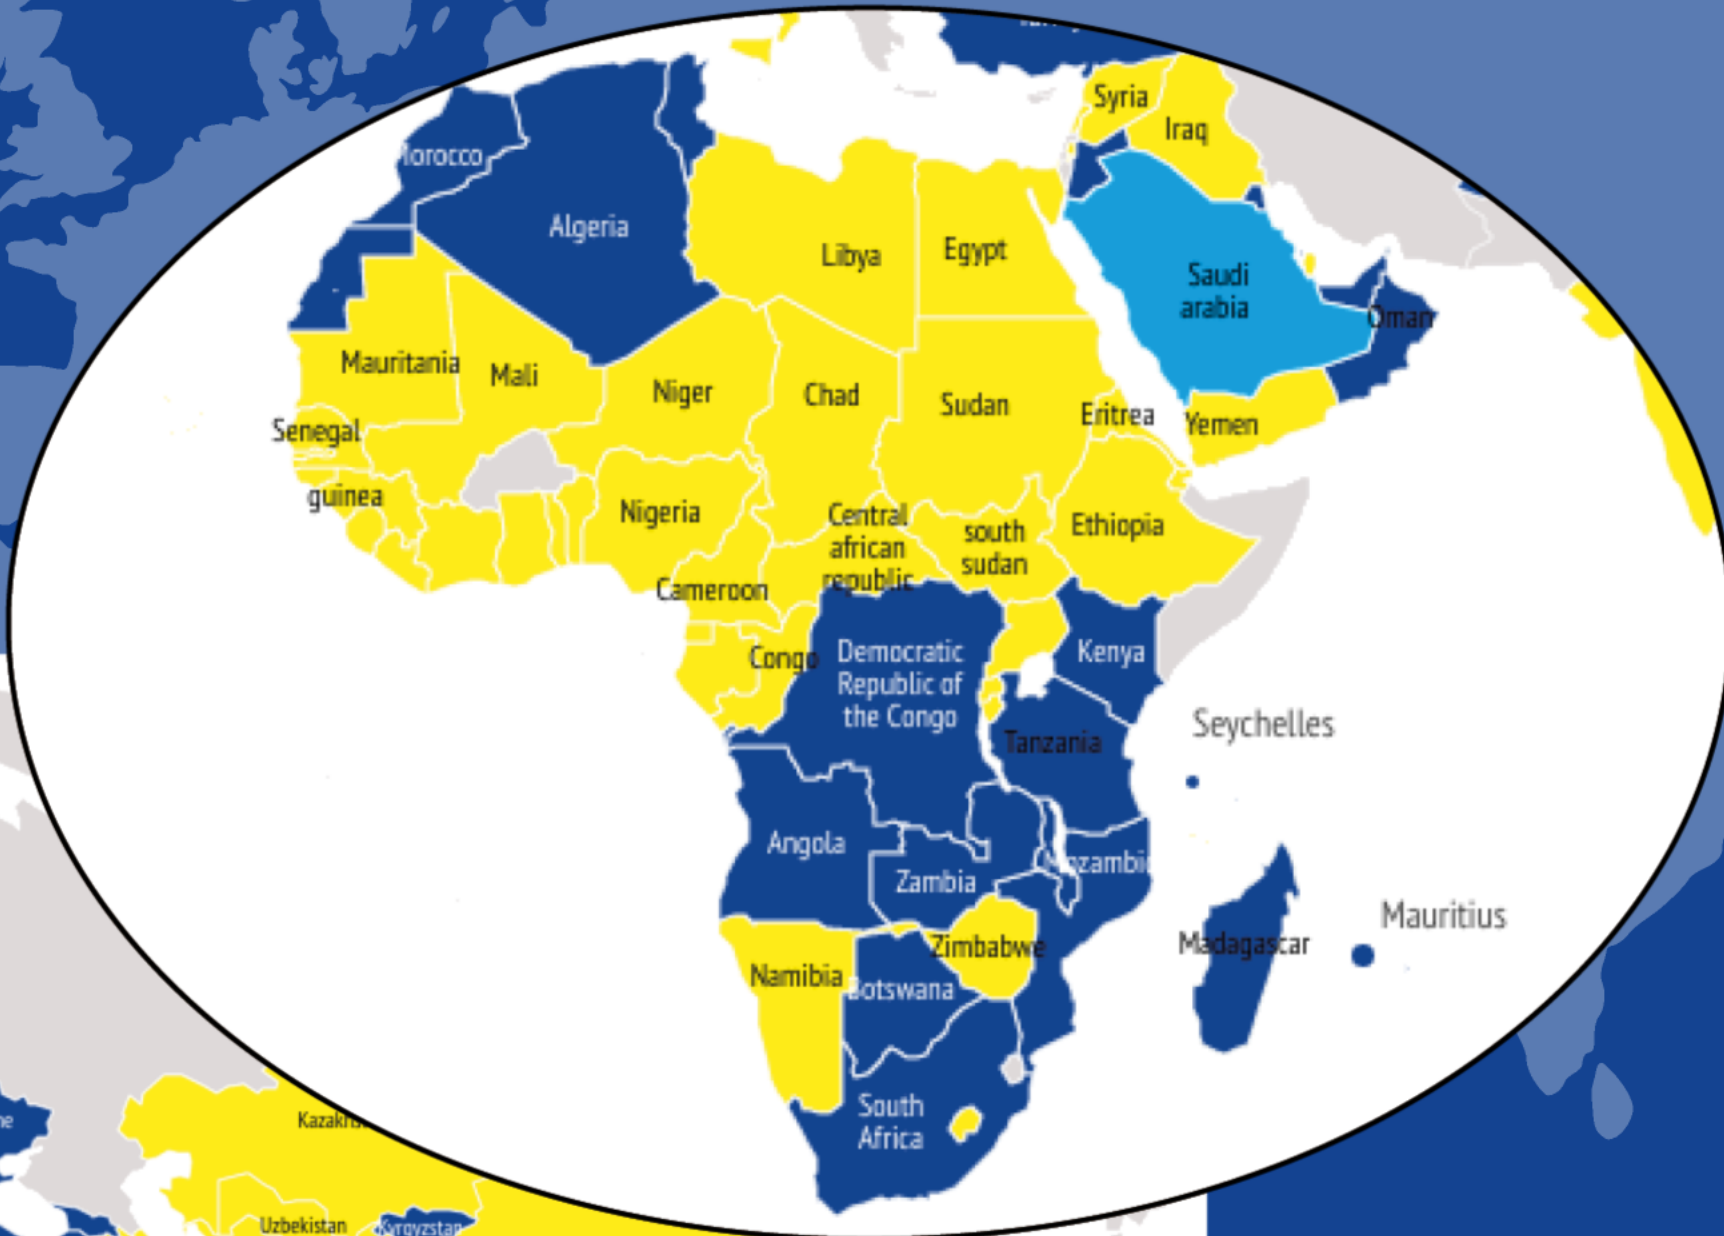 Syria
Iraq
Morocco
Algeria
Libya
Egypt
Saudi
arabia
Oman
Mauritania
Mali
Niger
Chad
Sudan
Eritrea
Yemen
Senegal
guinea
Nigeria
Central
african
republic
south
sudan
Ethiopia
Cameroon
Congo
Democratic
Republic of
the Congo
Kenya
Seychelles
Tanzania
Angola
Zambia
Mozambi
Mauritius
Madagascar
Zimbabwe
Namibia
Botswana
South
Africa
Kazakhs
Uzbekistan
Kyrgyzstan